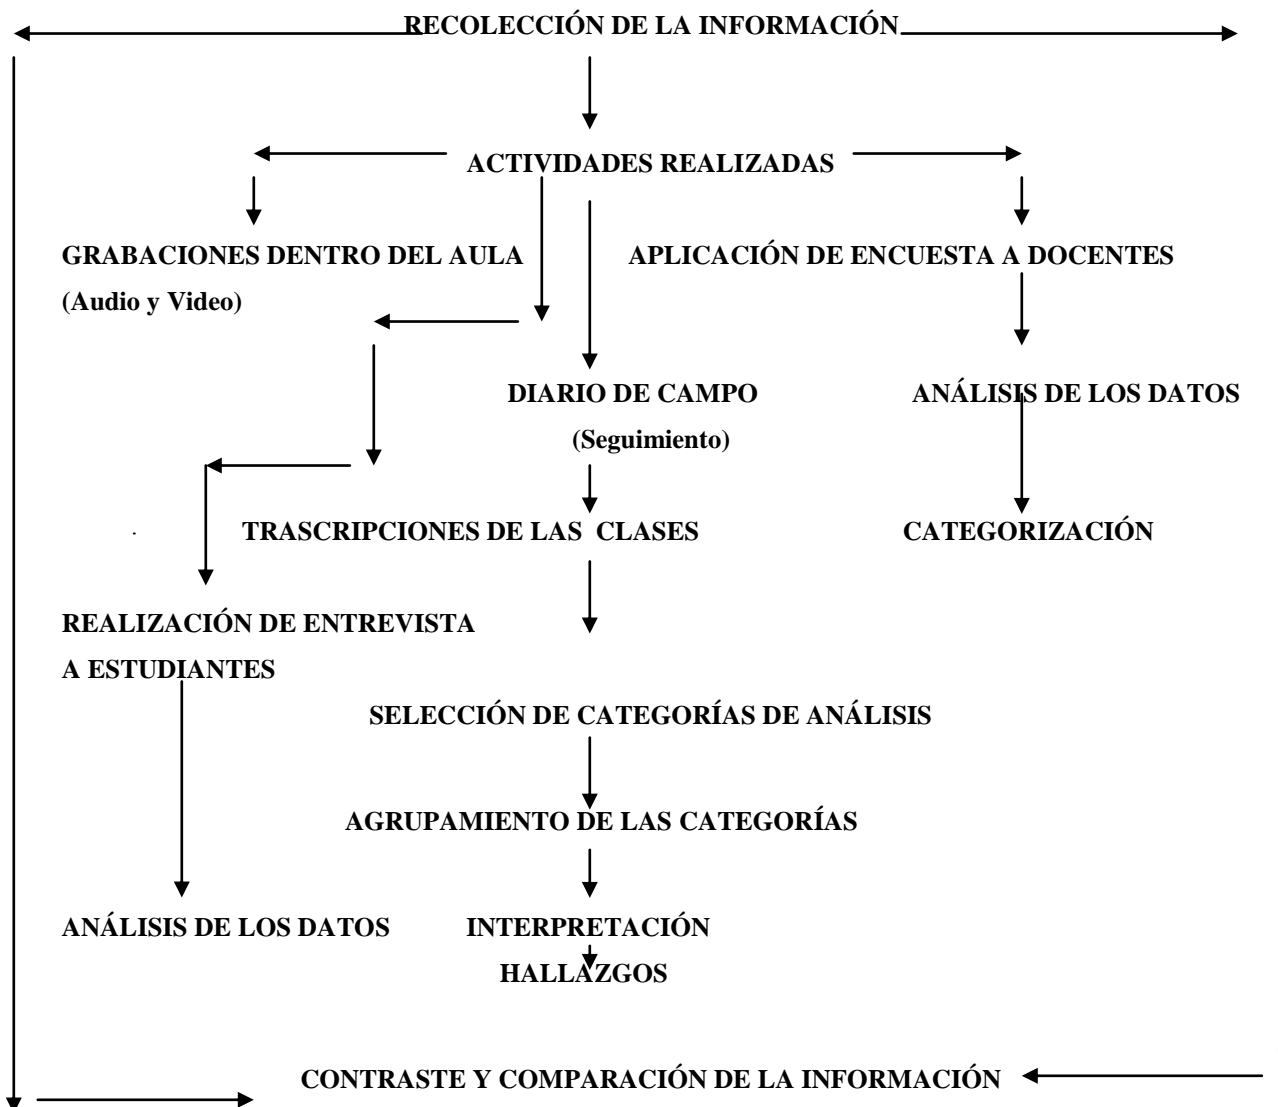 RECOLECCIÓN DE LA INFORMACIÓN
ACTIVIDADES REALIZADAS
GRABACIONES DENTRO DEL AULA
(Audio y Video)
APLICACIÓN DE ENCUESTA A DOCENTES
DIARIO DE CAMPO
(Seguimiento)
ANÁLISIS DE LOS DATOS
TRASCRIPCIONES DE LAS CLASES
CATEGORIZACIÓN
REALIZACIÓN DE ENTREVISTA
A ESTUDIANTES
SELECCIÓN DE CATEGORÍAS DE ANÁLISIS
AGRUPAMIENTO DE LAS CATEGORÍAS
ANÁLISIS DE LOS DATOS
INTERPRETACIÓN
HALLAZGOS
CONTRASTE Y COMPARACIÓN DE LA INFORMACIÓN